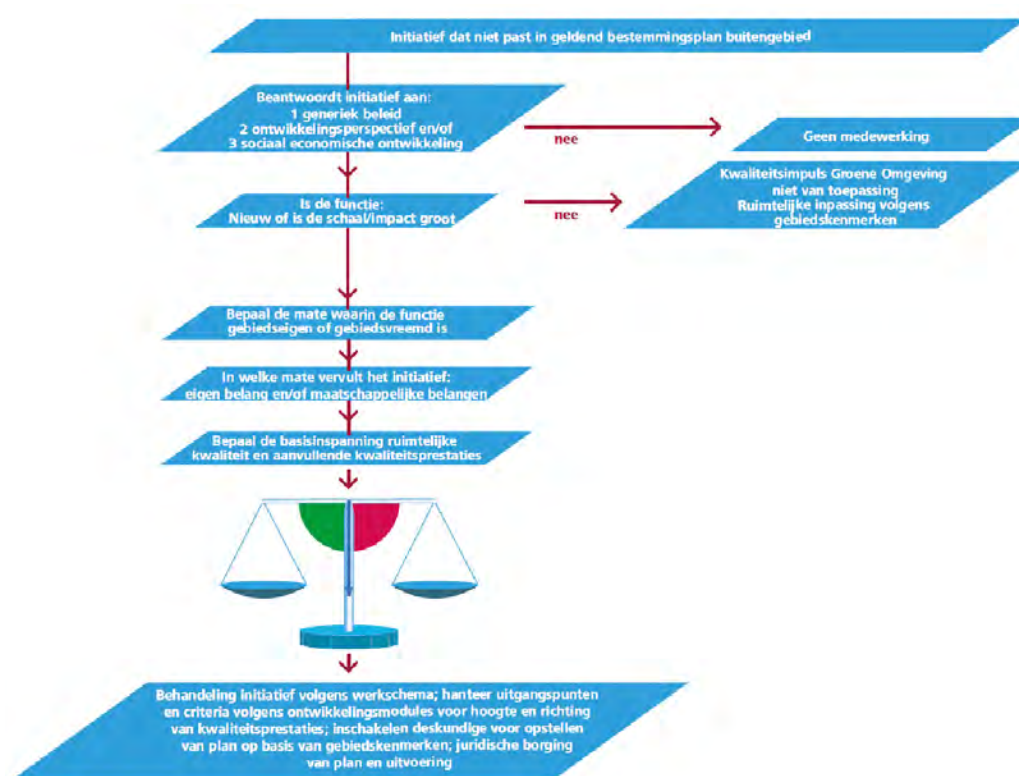 Initiatief dat niet past in geldend bestemmingsplan buitengebied
Beantwoordt initiatief aan:
1 generiek beleid
2 ontwikkelingsperspectief en/of
3 sociaal economische ontwikkeling
nee
Geen medewerking
Is de functie:
Nieuw of is de schaal/impact groot
nee
Kwaliteitsimpuls Groene Omgeving
niet van toepassing
Ruimtelijke inpassing volgens
gebiedskenmerken
Bepaal de mate waarin de functie
gebiedseigen of gebiedsvreemd is
In welke mate vervult het initiatief:
eigen belang en/of maatschappelijke belangen
Bepaal de basisinspanning ruimtelijke
kwaliteit en aanvullende kwaliteitsprestaties
Behandeling initiatief volgens werkschema; hanteer uitgangspunten
en criteria volgens ontwikkelingsmodules voor hoogte en richting
van kwaliteitsprestaties; inschakelen deskundige voor opstellen
van plan op basis van gebiedskenmerken; juridische borging
van plan en uitvoering